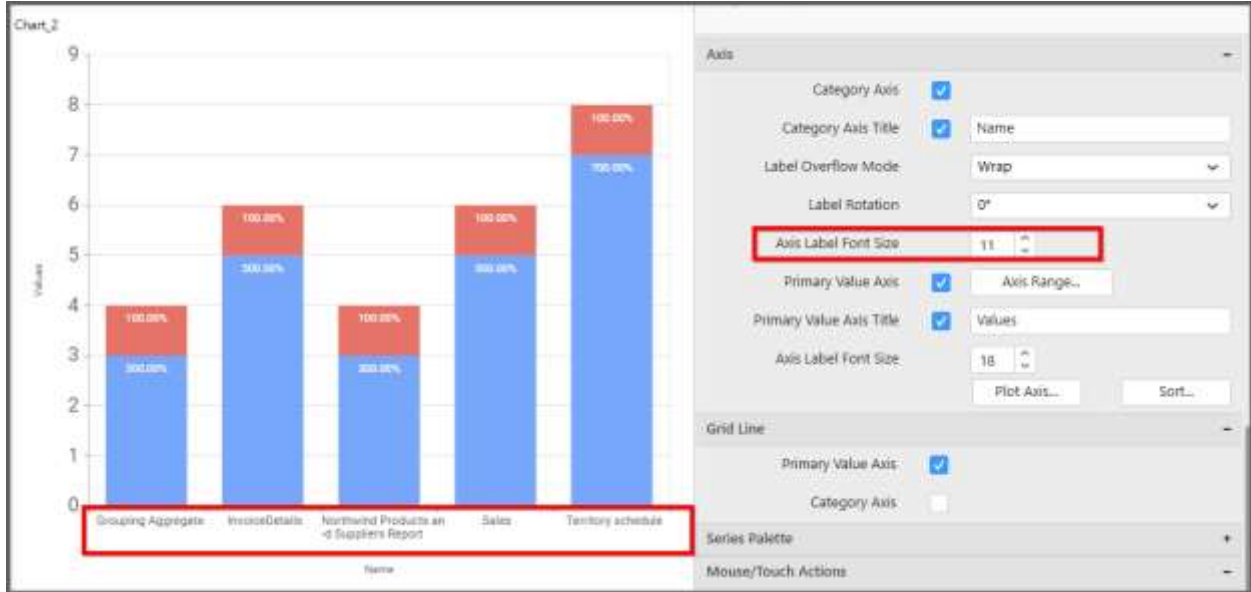 Chart_2
9
8
7
6
5
4
3
2
1
0
Values
100.00%
300.00%
100.00%
500.00%
100.00%
300.00%
100.00%
500.00%
100.00%
700.00%
Grouping Aggregate
InvoiceDetails
Northwind Products an
-d Suppliers Report
Sales
Territory schedule
Name
Axis -
Category Axis
Category Axis Title Name
Label Overflow Mode Wrap
Label Rotation 0°
Axis Label Font Size 11
Primary Value Axis Axis Range...
Primary Value Axis Title Values
Axis Label Font Size 18
Plot Axis... Sort...
Grid Line -
Primary Value Axis
Category Axis
Series Palette +
Mouse/Touch Actions -